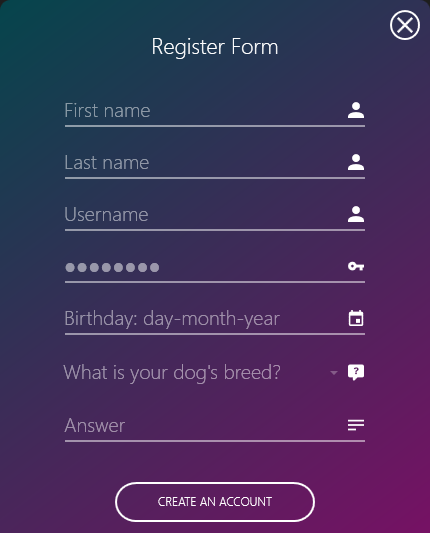 Register Form
First name
Last name
Username
●●●●●●●●
Birthday: day-month-year
What is your dog's breed?
Answer
CREATE AN ACCOUNT